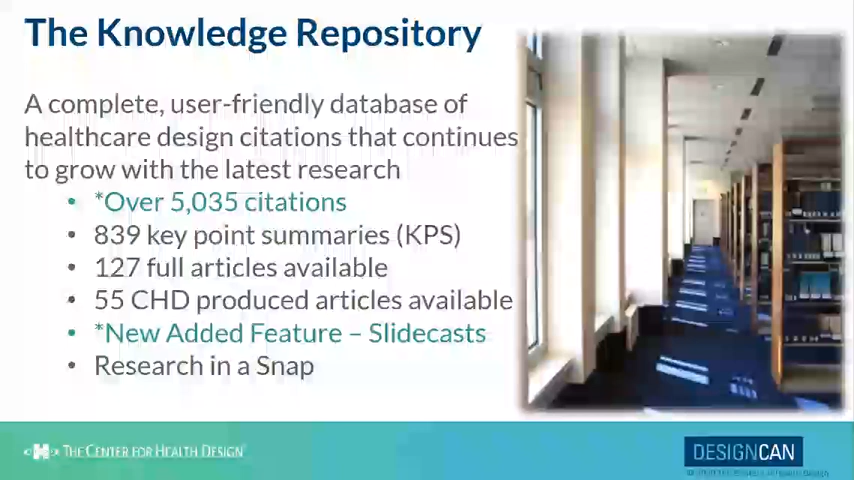 The Knowledge Repository
A complete, user-friendly database of
healthcare design citations that continues
to grow with the latest research
• *Over 5,035 citations
• 839 key point summaries (KPS)
• 127 full articles available
• 55 CHD produced articles available
• *New Added Feature – Slidecasts
• Research in a Snap
THE CENTER FOR HEALTH DESIGN
DESIGNCAN